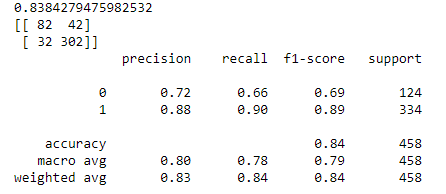 0.8384279475982532
[[ 82  42]
 [ 32 302]]
              precision    recall  f1-score   support

           0       0.72      0.66      0.69       124
           1       0.88      0.90      0.89       334

    accuracy                           0.84       458
   macro avg       0.80      0.78      0.79       458
weighted avg       0.83      0.84      0.84       458